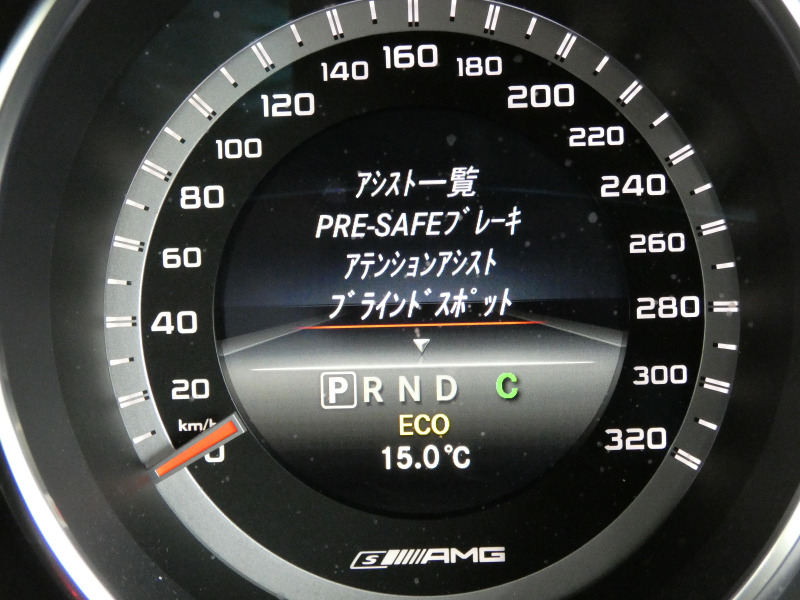 160
140 180
120 200
100 220
アシスト一覧
80 240
PRE-SAFEブレーキ
60 260
アテンションアシスト
ブラインドスポット
40 280
20 300
P R N D C
km/h
ECO
0 320
15.0℃
S AMG